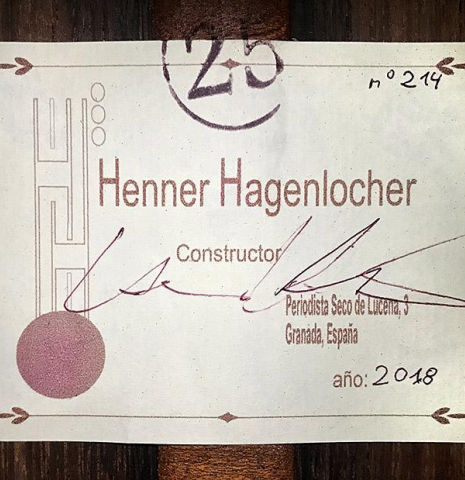 25
nº 214
Henner Hagenlocher
Constructor
Periodista Seco de Lucena, 3
Granada, España
año: 2018